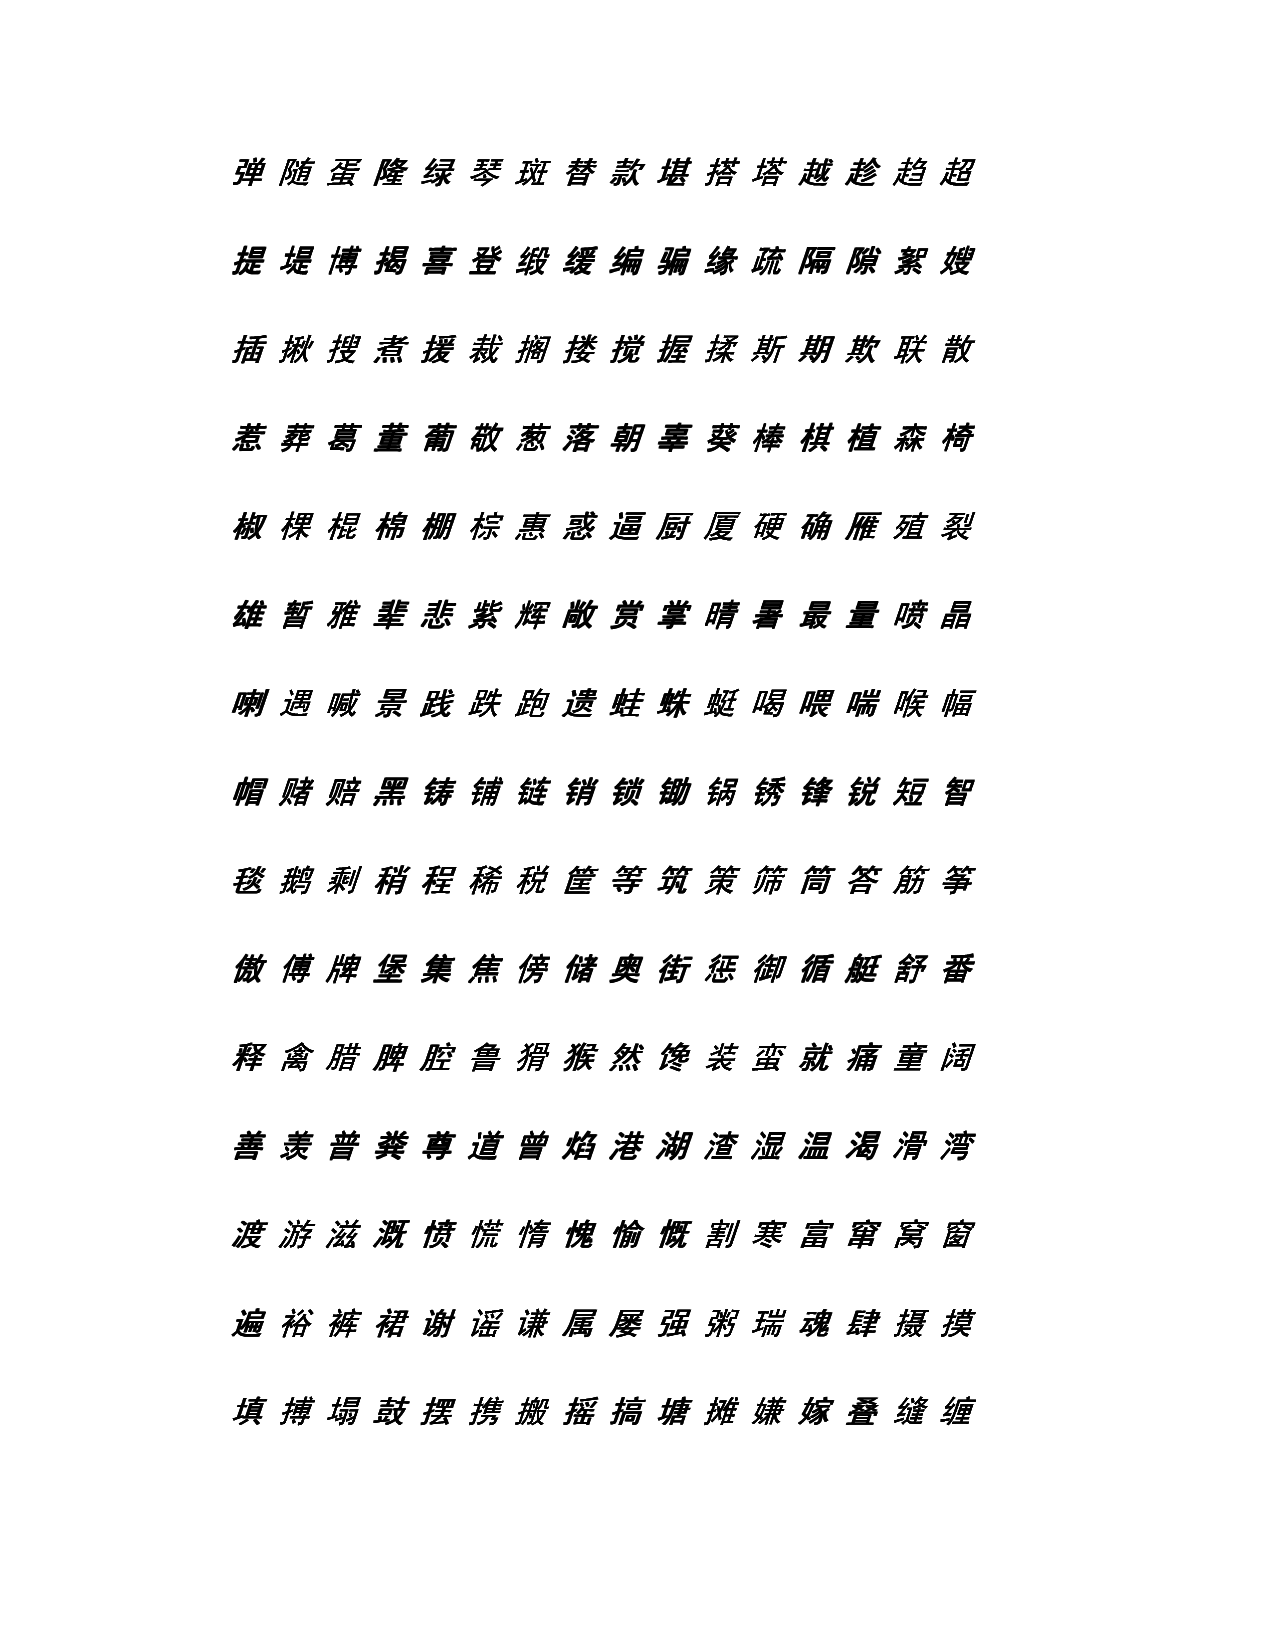 弹 随 蛋 隆 绿 琴 斑 替 款 堪 搭 塔 越 趁 趋 超
提 堤 博 揭 喜 登 缎 缓 编 骗 缘 疏 隔 隙 絮 嫂
插 揪 搜 煮 援 裁 搁 搂 搅 握 揉 斯 期 欺 联 散
惹 葬 葛 董 葡 敬 葱 落 朝 辜 葵 棒 棋 植 森 椅
椒 棵 棍 棉 棚 棕 惠 惑 逼 厨 厦 硬 确 雁 殖 裂
雄 暂 雅 辈 悲 紫 辉 敞 赏 掌 晴 暑 最 量 喷 晶
喇 遇 喊 景 践 跌 跑 遗 蛙 蛛 蜓 喝 喂 喘 喉 幅
帽 赌 赔 黑 铸 铺 链 销 锁 锄 锅 锈 锋 锐 短 智
毯 鹅 剩 稍 程 稀 税 筐 等 筑 策 筛 筒 答 筋 筝
傲 傅 牌 堡 集 焦 傍 储 奥 街 惩 御 循 艇 舒 番
释 禽 腊 脾 腔 鲁 猾 猴 然 馋 装 蛮 就 痛 童 阔
善 羡 普 粪 尊 道 曾 焰 港 湖 渣 湿 温 渴 滑 湾
渡 游 滋 溉 愤 慌 惰 愧 愉 慨 割 寒 富 窜 窝 窗
遍 裕 裤 裙 谢 谣 谦 属 屡 强 粥 瑞 魂 肆 摄 摸
填 搏 塌 鼓 摆 携 搬 摇 搞 塘 摊 嫌 嫁 叠 缝 缠